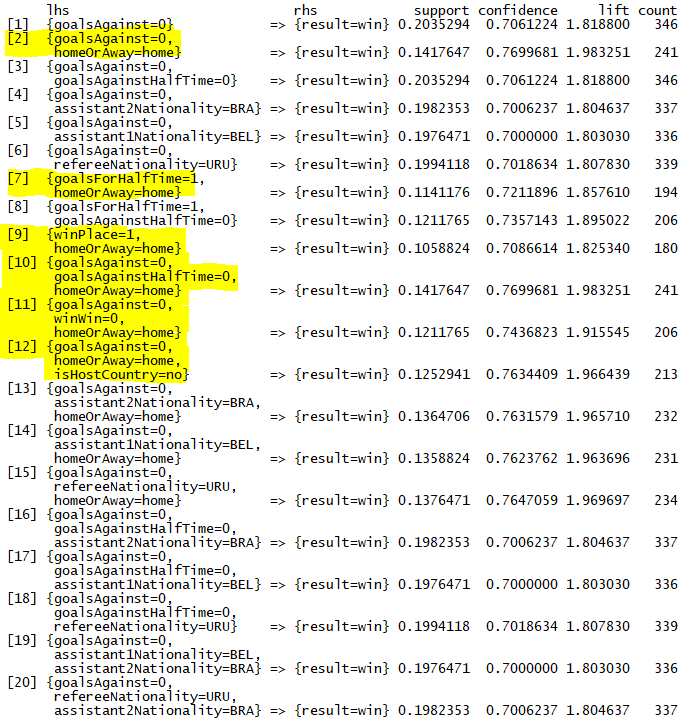 lhs rhs support confidence lift count
[1] {goalsAgainst=0} => {result=win} 0.2035294 0.7061224 1.818800 346
[2] {goalsAgainst=0,
homeOrAway=home} => {result=win} 0.1417647 0.7699681 1.983251 241
[3] {goalsAgainst=0,
goalsAgainstHalfTime=0} => {result=win} 0.2035294 0.7061224 1.818800 346
[4] {goalsAgainst=0,
assistant2Nationality=BRA} => {result=win} 0.1982353 0.7006237 1.804637 337
[5] {goalsAgainst=0,
assistant1Nationality=BEL} => {result=win} 0.1976471 0.7000000 1.803030 336
[6] {goalsAgainst=0,
refereeNationality=URU} => {result=win} 0.1994118 0.7018634 1.807830 339
[7] {goalsForHalfTime=1,
homeOrAway=home} => {result=win} 0.1141176 0.7211896 1.857610 194
[8] {goalsForHalfTime=1,
goalsAgainstHalfTime=0} => {result=win} 0.1211765 0.7357143 1.895022 206
[9] {winPlace=1,
homeOrAway=home} => {result=win} 0.1058824 0.7086614 1.825340 180
[10] {goalsAgainst=0,
goalsAgainstHalfTime=0,
homeOrAway=home} => {result=win} 0.1417647 0.7699681 1.983251 241
[11] {goalsAgainst=0,
winWin=0,
homeOrAway=home} => {result=win} 0.1211765 0.7436823 1.915545 206
[12] {goalsAgainst=0,
homeOrAway=home,
isHostCountry=no} => {result=win} 0.1252941 0.7634409 1.966439 213
[13] {goalsAgainst=0,
assistant2Nationality=BRA,
homeOrAway=home} => {result=win} 0.1364706 0.7631579 1.965710 232
[14] {goalsAgainst=0,
assistant1Nationality=BEL,
homeOrAway=home} => {result=win} 0.1358824 0.7623762 1.963696 231
[15] {goalsAgainst=0,
refereeNationality=URU,
homeOrAway=home} => {result=win} 0.1376471 0.7647059 1.969697 234
[16] {goalsAgainst=0,
goalsAgainstHalfTime=0,
assistant2Nationality=BRA} => {result=win} 0.1982353 0.7006237 1.804637 337
[17] {goalsAgainst=0,
goalsAgainstHalfTime=0,
assistant1Nationality=BEL} => {result=win} 0.1976471 0.7000000 1.803030 336
[18] {goalsAgainst=0,
goalsAgainstHalfTime=0,
refereeNationality=URU} => {result=win} 0.1994118 0.7018634 1.807830 339
[19] {goalsAgainst=0,
assistant1Nationality=BEL,
assistant2Nationality=BRA} => {result=win} 0.1976471 0.7000000 1.803030 336
[20] {goalsAgainst=0,
refereeNationality=URU,
assistant2Nationality=BRA} => {result=win} 0.1982353 0.7006237 1.804637 337